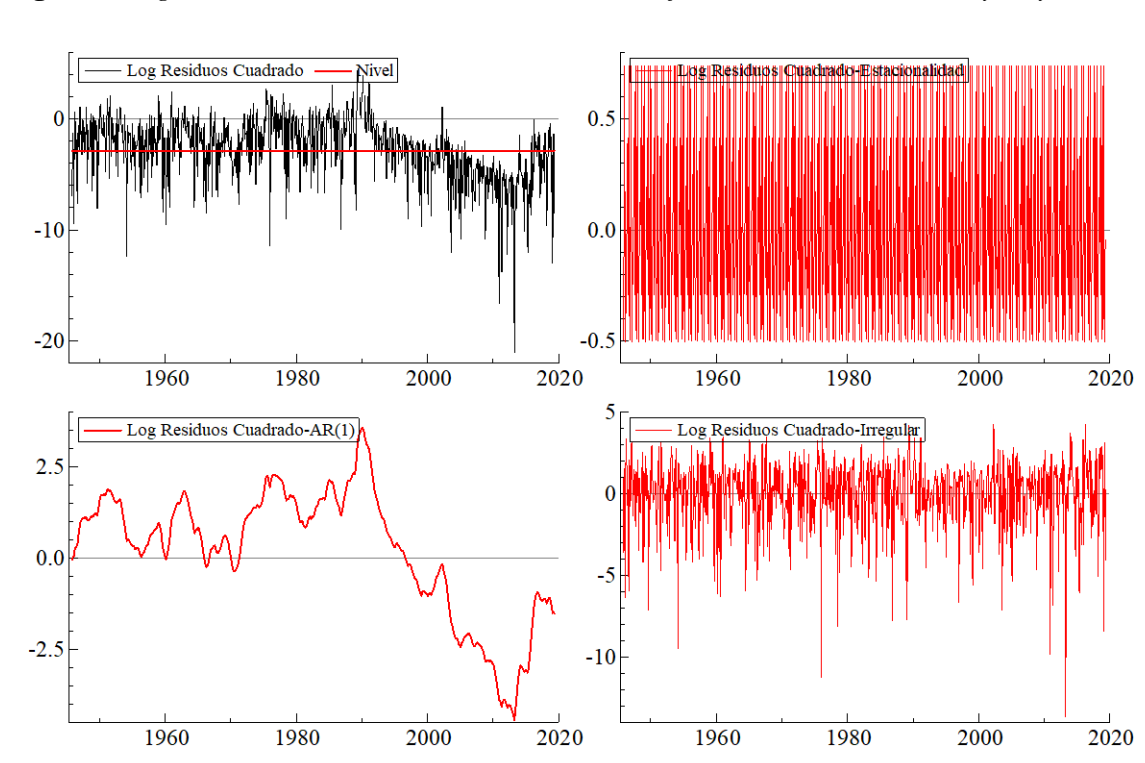 Log Residuos Cuadrado Nivel
0
-10
-20
1960 1980 2000 2020
Log Residuos Cuadrado-Estacionalidad
0.5
0.0
-0.5
1960 1980 2000 2020
Log Residuos Cuadrado-AR(1)
2.5
0.0
-2.5
1960 1980 2000 2020
Log Residuos Cuadrado-Irregular
5
0
-5
-10
1960 1980 2000 2020